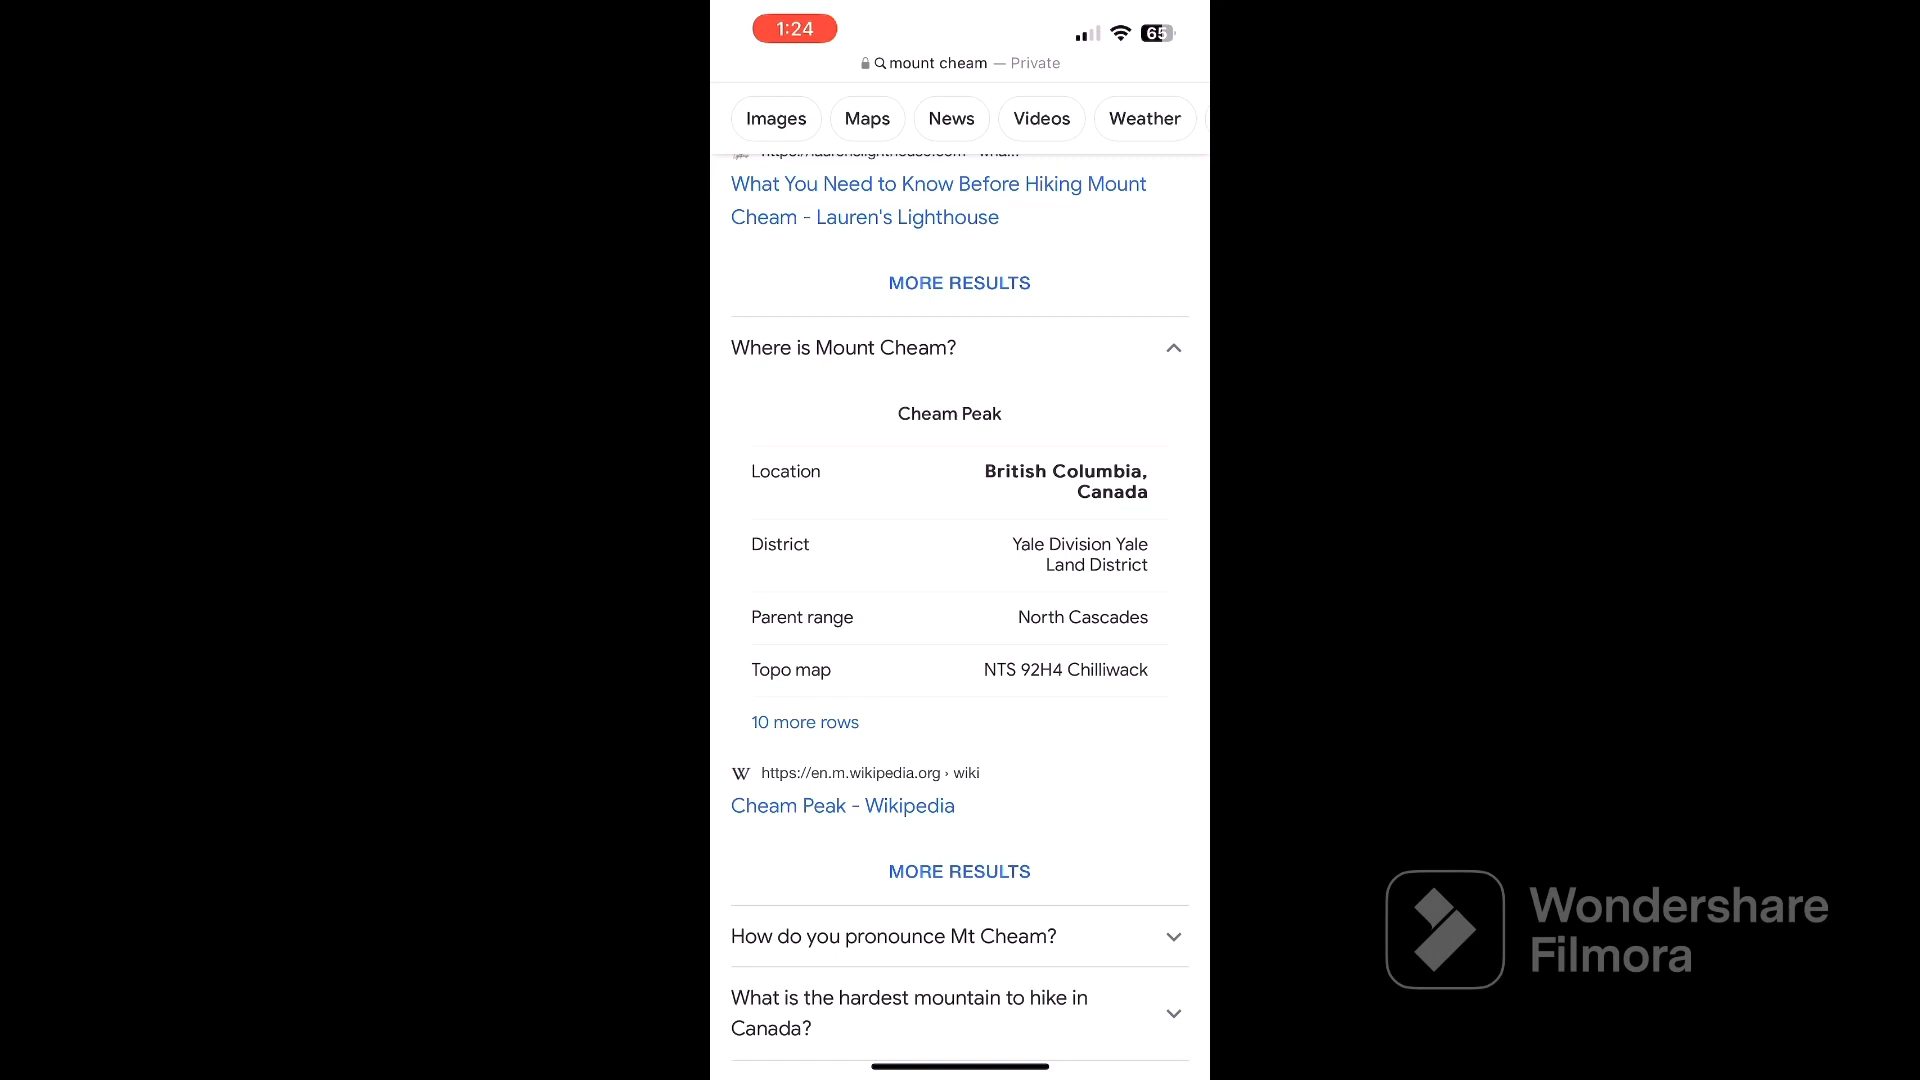 1:24
65
mount cheam — Private
Images
Maps
News
Videos
Weather
What You Need to Know Before Hiking Mount
Cheam - Lauren's Lighthouse
MORE RESULTS
Where is Mount Cheam?
Cheam Peak
Location
British Columbia,
Canada
District
Yale Division Yale
Land District
Parent range
North Cascades
Topo map
NTS 92H4 Chilliwack
10 more rows
W https://en.m.wikipedia.org › wiki
Cheam Peak - Wikipedia
MORE RESULTS
How do you pronounce Mt Cheam?
What is the hardest mountain to hike in
Canada?
Wondershare
Filmora